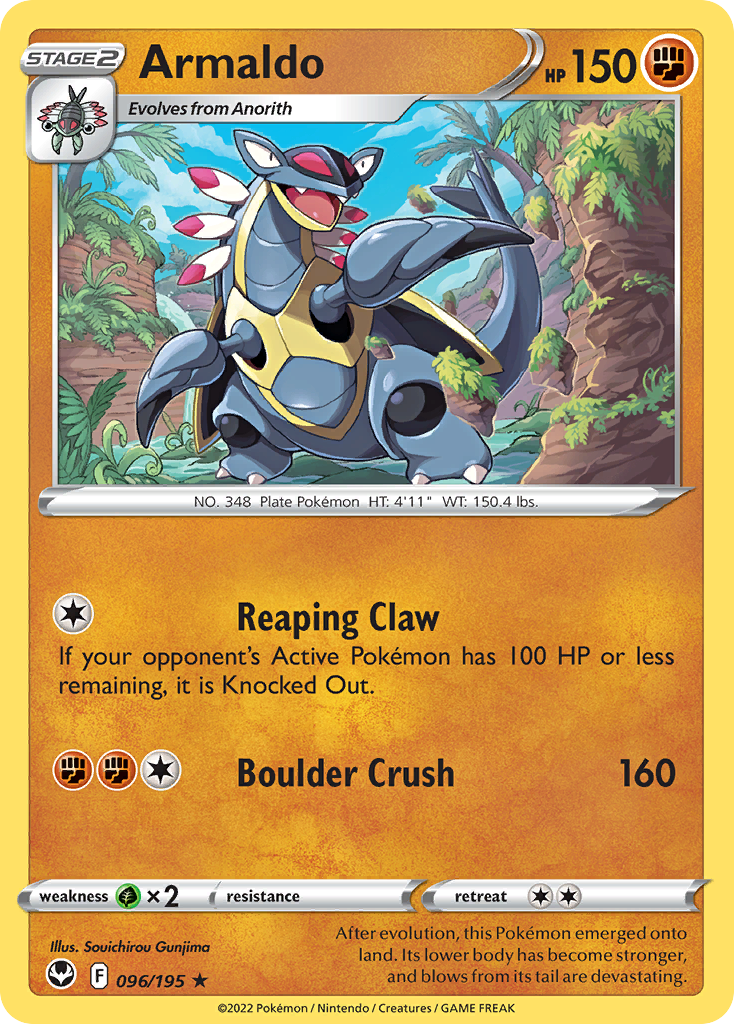 STAGE 2
Armaldo
HP 150
Evolves from Anorith
NO. 348 Plate Pokémon HT: 4'11" WT: 150.4 lbs.
Reaping Claw
If your opponent's Active Pokémon has 100 HP or less
remaining, it is Knocked Out.
Boulder Crush 160
weakness ×2 resistance retreat
Illus. Souichirou Gunjima
After evolution, this Pokémon emerged onto
land. Its lower body has become stronger,
and blows from its tail are devastating.
F 096/195 ★
©2022 Pokémon / Nintendo / Creatures / GAME FREAK